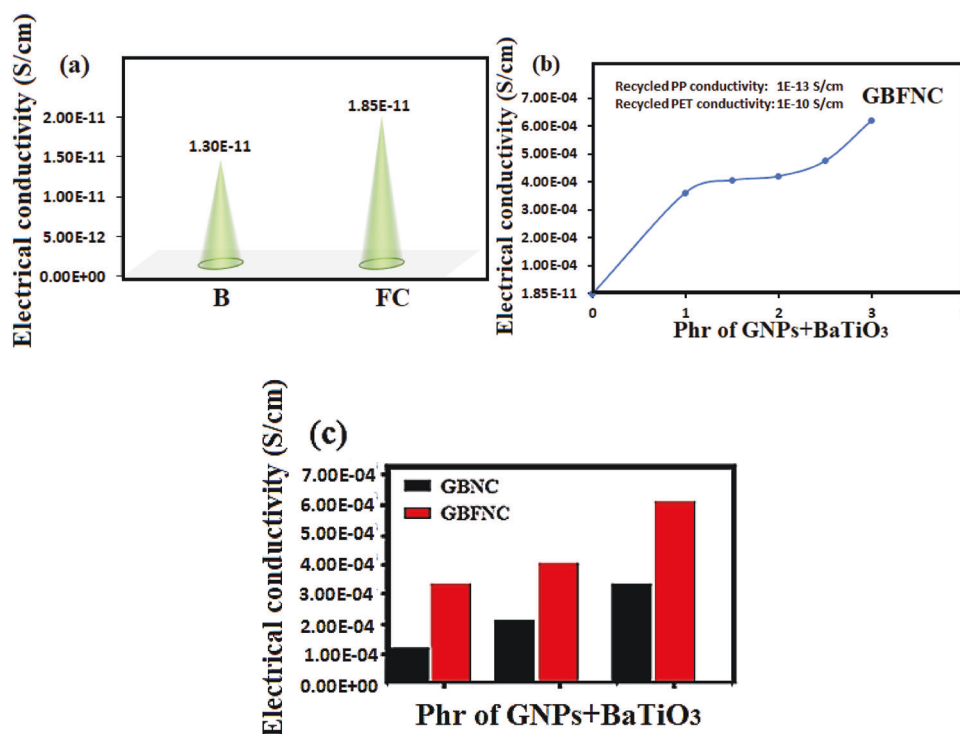 (a)
Electrical conductivity (S/cm)
2.00E-11
1.50E-11
1.00E-11
5.00E-12
0.00E+00
1.30E-11
1.85E-11
B
FC
(b)
Electrical conductivity (S/cm)
Recycled PP conductivity: 1E-13 S/cm
Recycled PET conductivity: 1E-10 S/cm
GBFNC
7.00E-04
6.00E-04
4.00E-04
4.00E-04
2.00E-04
1.00E-04
1.85E-11
0
1
2
3
Phr of GNPs+BaTiO₃
(c)
Electrical conductivity (S/cm)
7.00E-04
6.00E-04
5.00E-04
4.00E-04
3.00E-04
2.00E-04
1.00E-04
0.00E+00
GBNC
GBFNC
Phr of GNPs+BaTiO₃